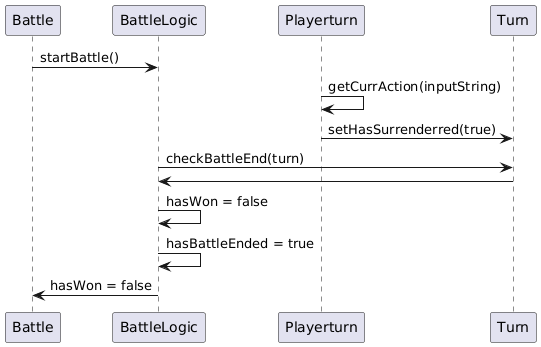 Battle BattleLogic Playerturn Turn
startBattle()
getCurrAction(inputString)
setHasSurrenderred(true)
checkBattleEnd(turn)
hasWon = false
hasBattleEnded = true
hasWon = false
Battle BattleLogic Playerturn Turn